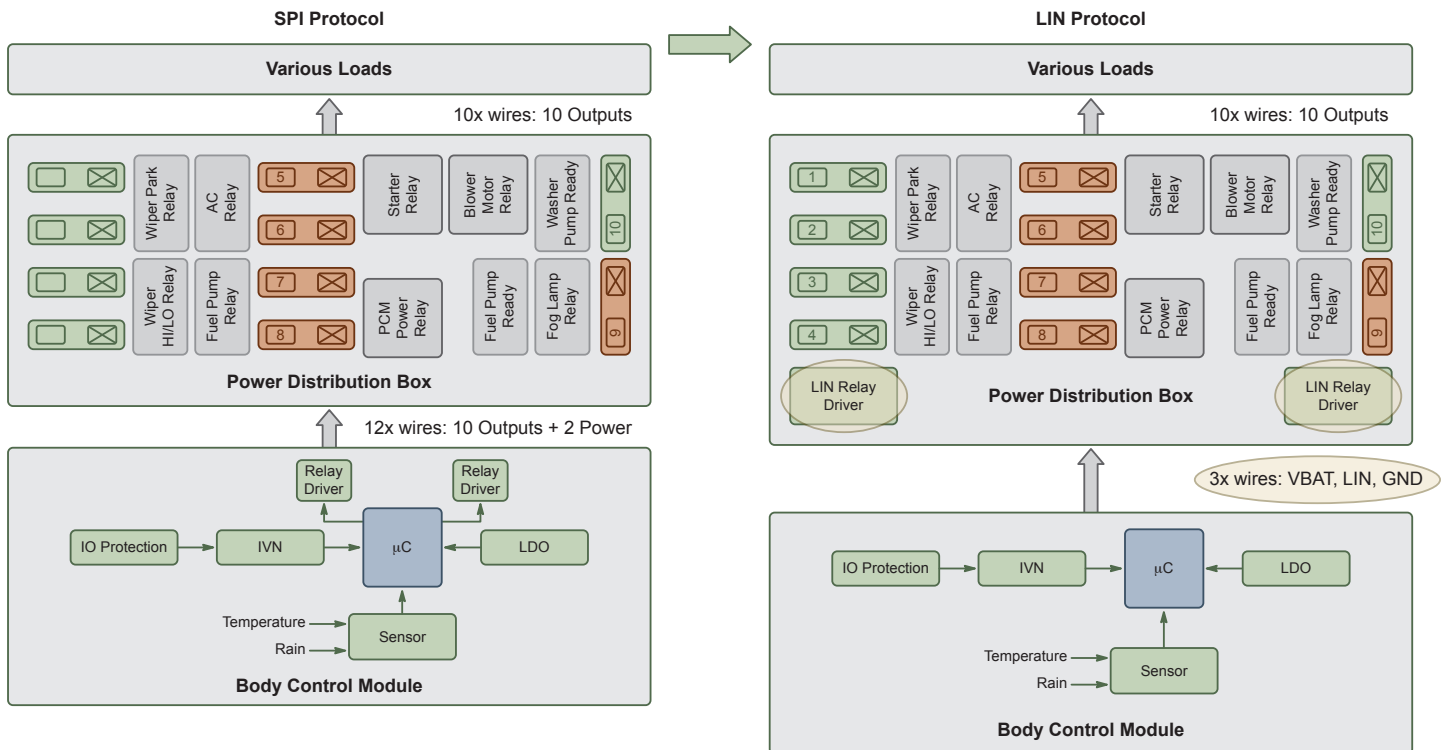 SPI Protocol
Various Loads
10x wires: 10 Outputs
Wiper Park
Relay
AC
Relay
5
6
Starter
Relay
Blower
Motor
Relay
Washer
Pump Ready
10
Wiper
HI/LO Relay
Fuel Pump
Relay
7
8
PCM
Power
Relay
Fuel Pump
Ready
Fog Lamp
Relay
9
Power Distribution Box
12x wires: 10 Outputs + 2 Power
Relay
Driver
Relay
Driver
IO Protection
IVN
µC
LDO
Temperature
Rain
Sensor
Body Control Module
LIN Protocol
Various Loads
10x wires: 10 Outputs
1
2
Wiper Park
Relay
AC
Relay
5
6
Starter
Relay
Blower
Motor
Relay
Washer
Pump Ready
10
3
4
Wiper
HI/LO Relay
Fuel Pump
Relay
7
8
PCM
Power
Relay
Fuel Pump
Ready
Fog Lamp
Relay
9
LIN Relay
Driver
Power Distribution Box
LIN Relay
Driver
3x wires: VBAT, LIN, GND
IO Protection
IVN
µC
LDO
Temperature
Rain
Sensor
Body Control Module